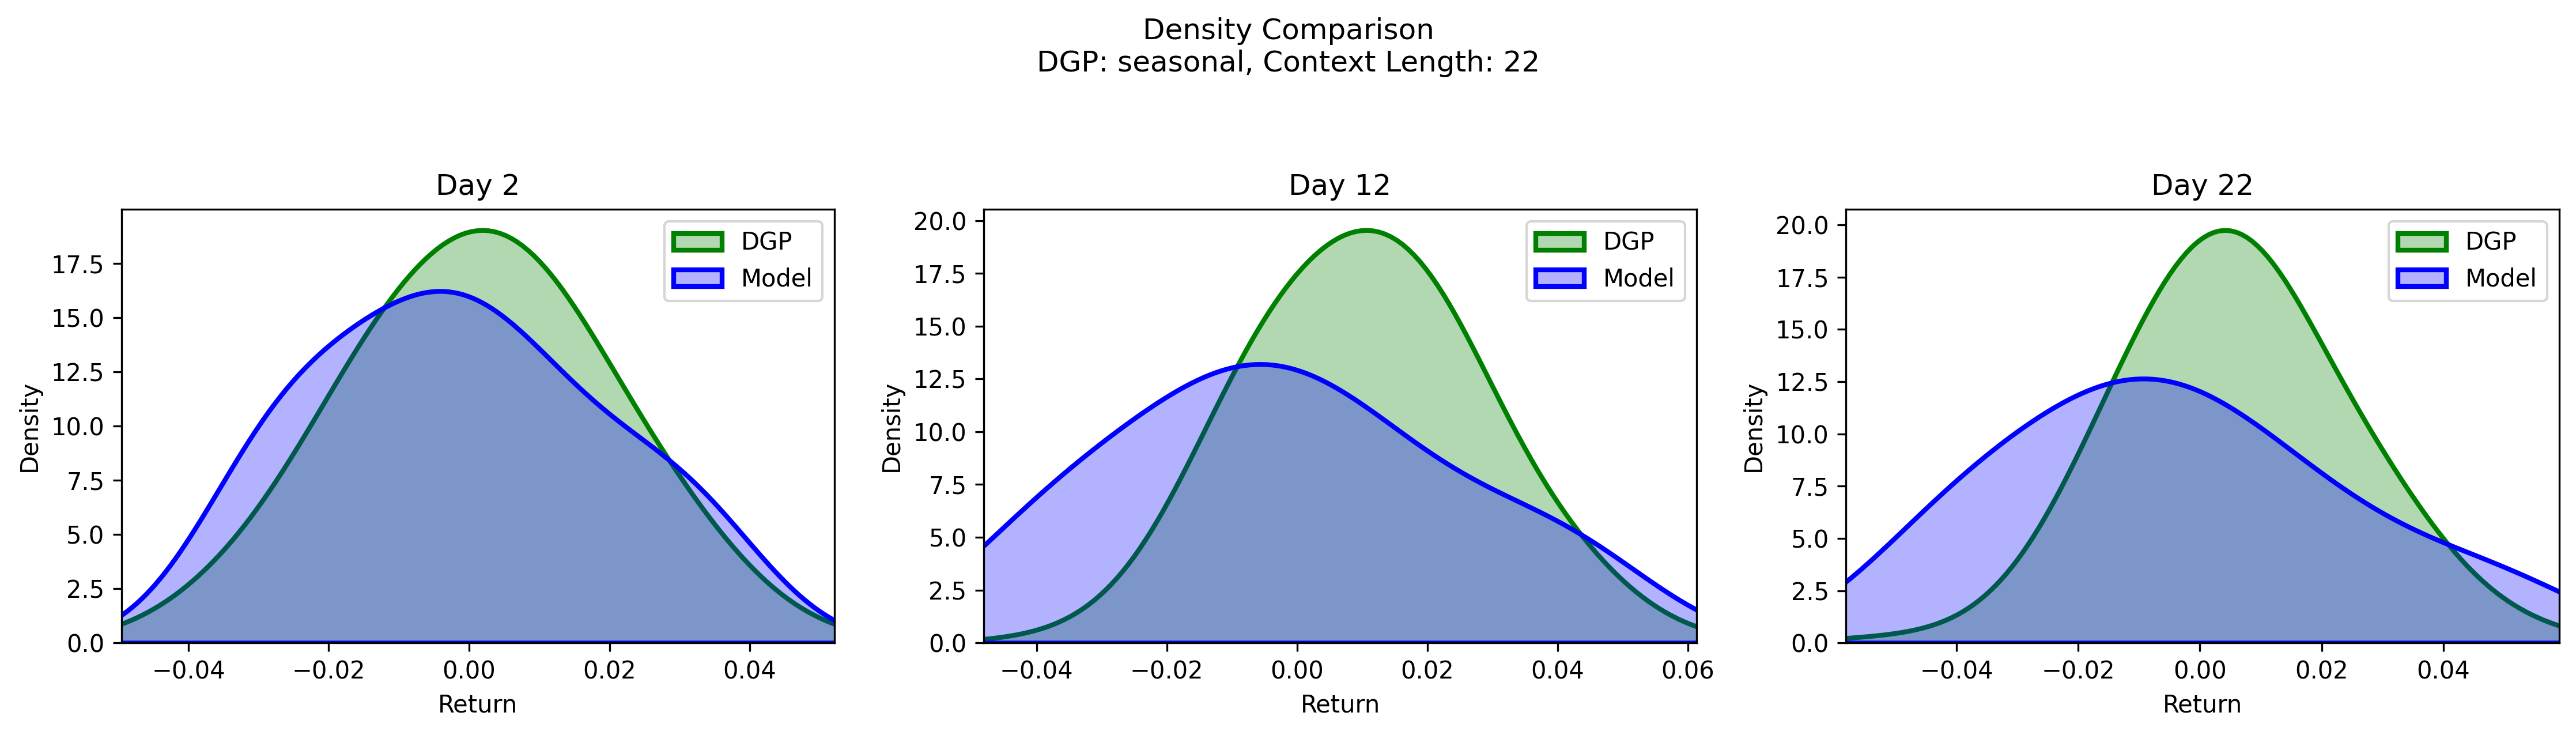 Density Comparison
DGP: seasonal, Context Length: 22
Day 2
DGP
Model
17.5
15.0
12.5
10.0
7.5
5.0
2.5
0.0
Density
−0.04 −0.02 0.00 0.02 0.04
Return
Day 12
DGP
Model
20.0
17.5
15.0
12.5
10.0
7.5
5.0
2.5
0.0
Density
−0.04 −0.02 0.00 0.02 0.04 0.06
Return
Day 22
DGP
Model
20.0
17.5
15.0
12.5
10.0
7.5
5.0
2.5
0.0
Density
−0.04 −0.02 0.00 0.02 0.04
Return